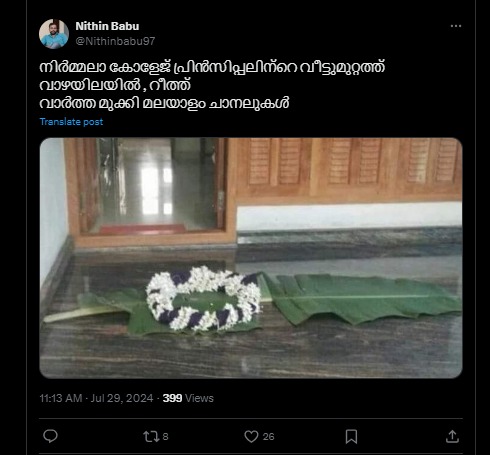 Nithin Babu
@Nithinbabu97
നിർമ്മലാ കോളേജ് പ്രിൻസിപ്പലിന്റെ വീട്ടുമുറ്റത്ത്
വാഴയിലയിൽ , റീത്ത്
വാർത്ത മുക്കി മലയാളം ചാനലുകൾ
Translate post
11:13 AM · Jul 29, 2024 · 399 Views
8
26